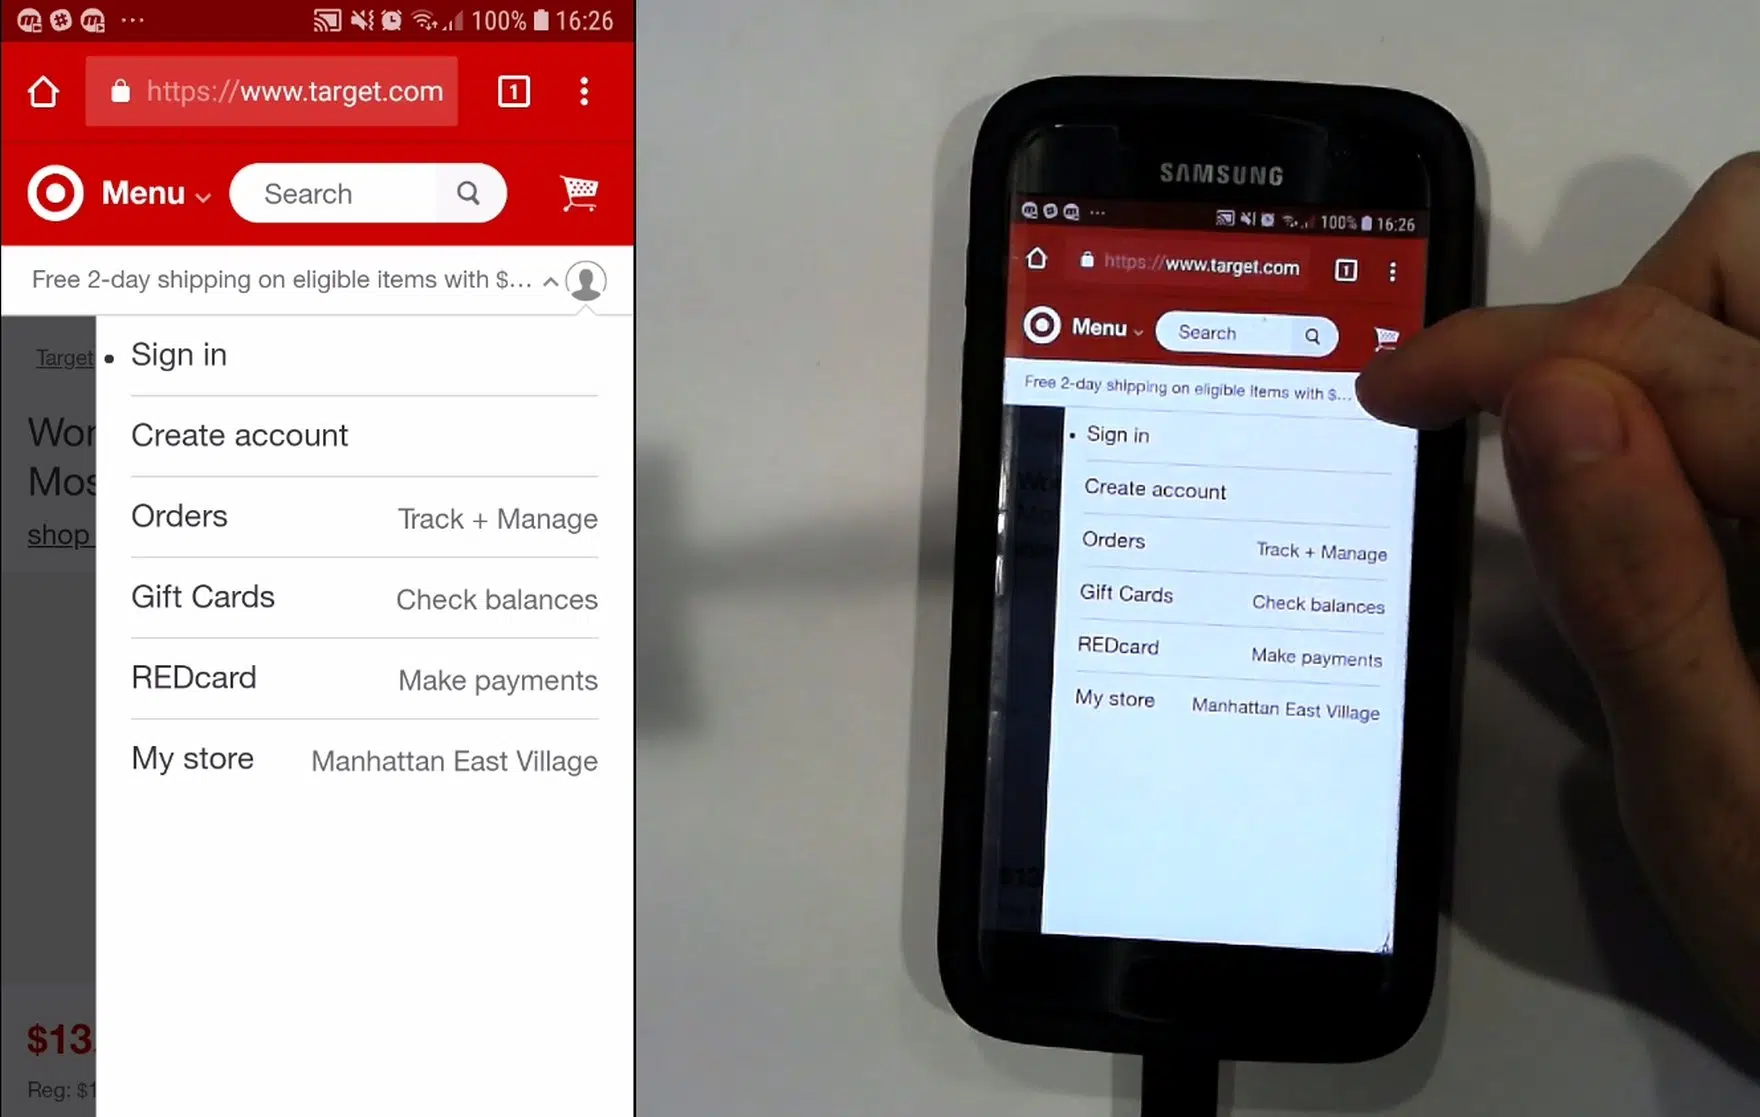 100% 16:26
https://www.target.com 1
Menu Search
Free 2-day shipping on eligible items with $...
Target
Sign in
Wor
Mos
Create account
shop
Orders Track + Manage
Gift Cards Check balances
REDcard Make payments
My store Manhattan East Village
$13.
Reg: $1
SAMSUNG
100% 16:26
https://www.target.com 1
Menu Search
Free 2-day shipping on eligible items with $...
Sign in
Create account
Orders Track + Manage
Gift Cards Check balances
REDcard Make payments
My store Manhattan East Village